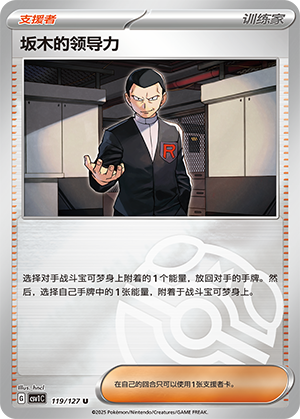 支援者
训练家
坂木的领导力
R
选择对手战斗宝可梦身上附着的1个能量，放回对手的手牌。然
后，选择自己手牌中的1张能量，附着于战斗宝可梦身上。
Illus. hncl
G CSV1C 119/127 U
在自己的回合只可以使用1张支援者卡。
©2025 Pokémon/Nintendo/Creatures/GAME FREAK.